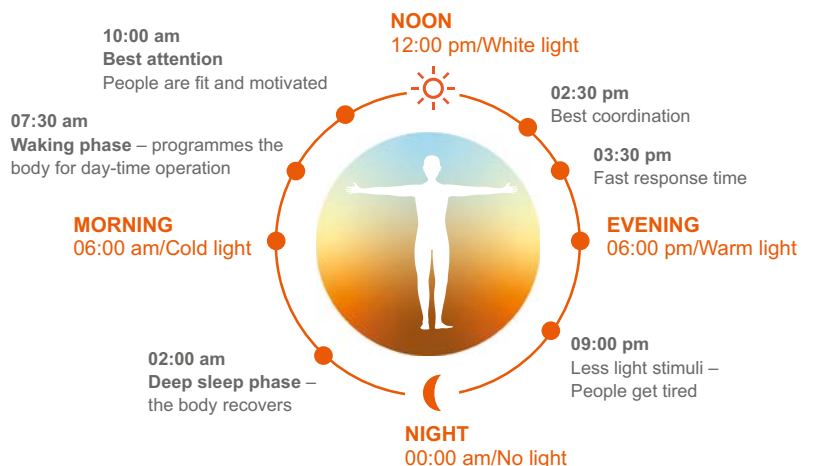 NOON
12:00 pm/White light
10:00 am
Best attention
People are fit and motivated
02:30 pm
Best coordination
07:30 am
Waking phase – programmes the
body for day-time operation
03:30 pm
Fast response time
MORNING
06:00 am/Cold light
EVENING
06:00 pm/Warm light
02:00 am
Deep sleep phase –
the body recovers
09:00 pm
Less light stimuli –
People get tired
NIGHT
00:00 am/No light